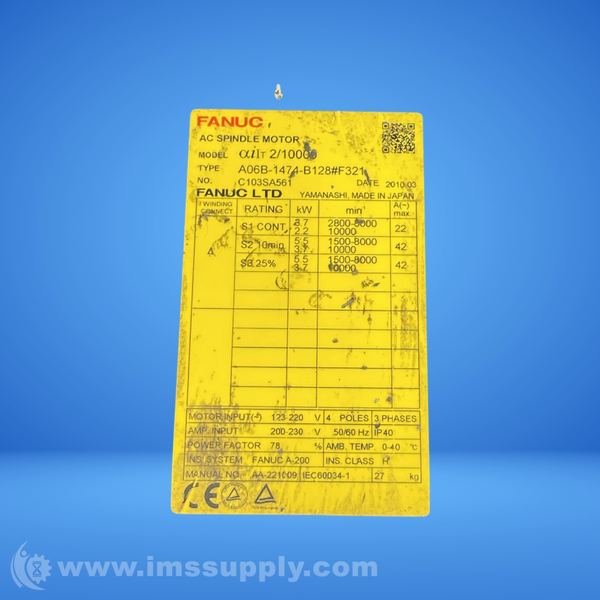 FANUC
AC SPINDLE MOTOR
MODEL αiIT 2/10000
TYPE A06B-1474-B128#F321
NO. C103SA561 DATE 2010.03
FANUC LTD YAMANASHI, MADE IN JAPAN
WINDING CONNECT RATING kW min⁻¹ A(~) max.
S1 CONT. 3.7 2800-8000 22
2.2 10000
S2 10min 5.5 1500-8000 42
3.7 10000
S3 25% 5.5 1500-8000 42
3.7 10000
MOTOR INPUT(~) 123-220 V 4 POLES 3 PHASES
AMP. INPUT 200-230 V 50/60 Hz IP40
POWER FACTOR 78 % AMB. TEMP. 0-40 ℃
INS. SYSTEM FANUC A-200 INS. CLASS H
MANUAL NO. AA-221009 IEC60034-1 27 kg
CE
www.imssupply.com